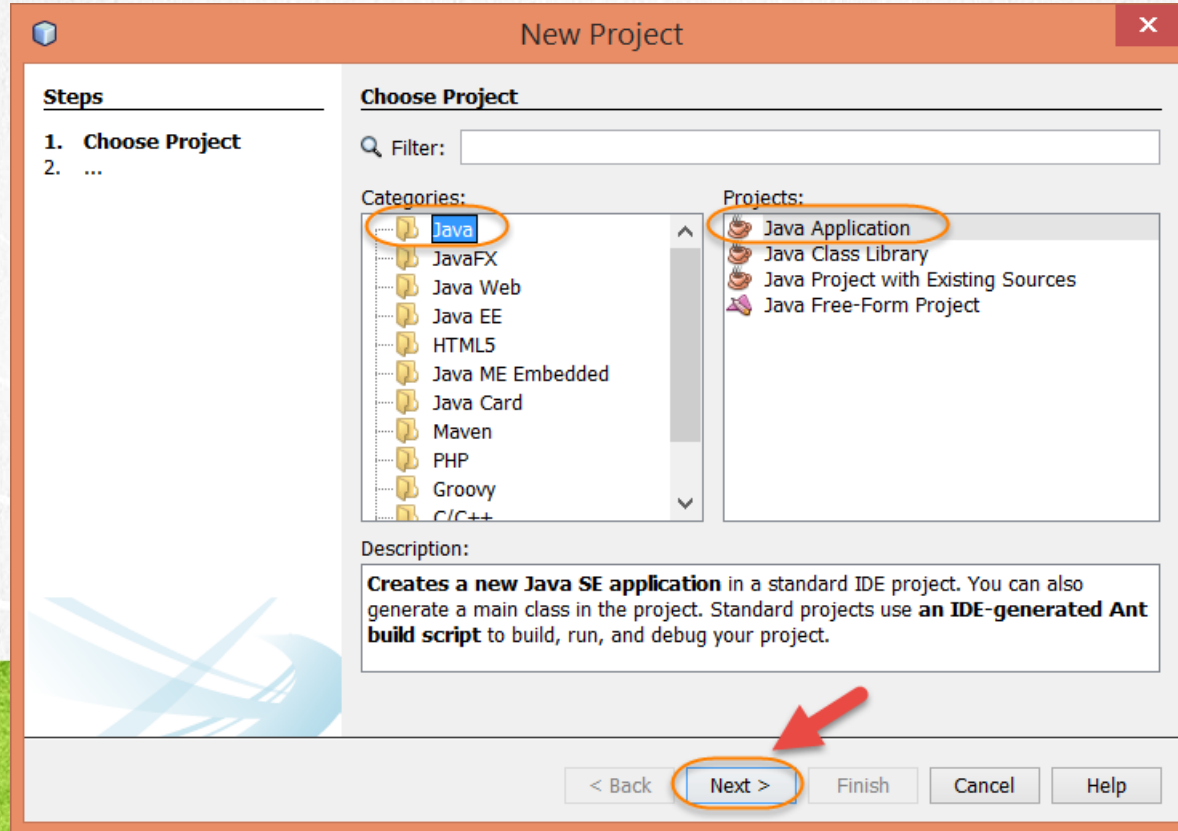 New Project
Steps
1. Choose Project
2. ...
Choose Project
Filter:
Categories:
Java
JavaFX
Java Web
Java EE
HTML5
Java ME Embedded
Java Card
Maven
PHP
Groovy
C/C++
Projects:
Java Application
Java Class Library
Java Project with Existing Sources
Java Free-Form Project
Description:
Creates a new Java SE application in a standard IDE project. You can also
generate a main class in the project. Standard projects use an IDE-generated Ant
build script to build, run, and debug your project.
< Back
Next >
Finish
Cancel
Help